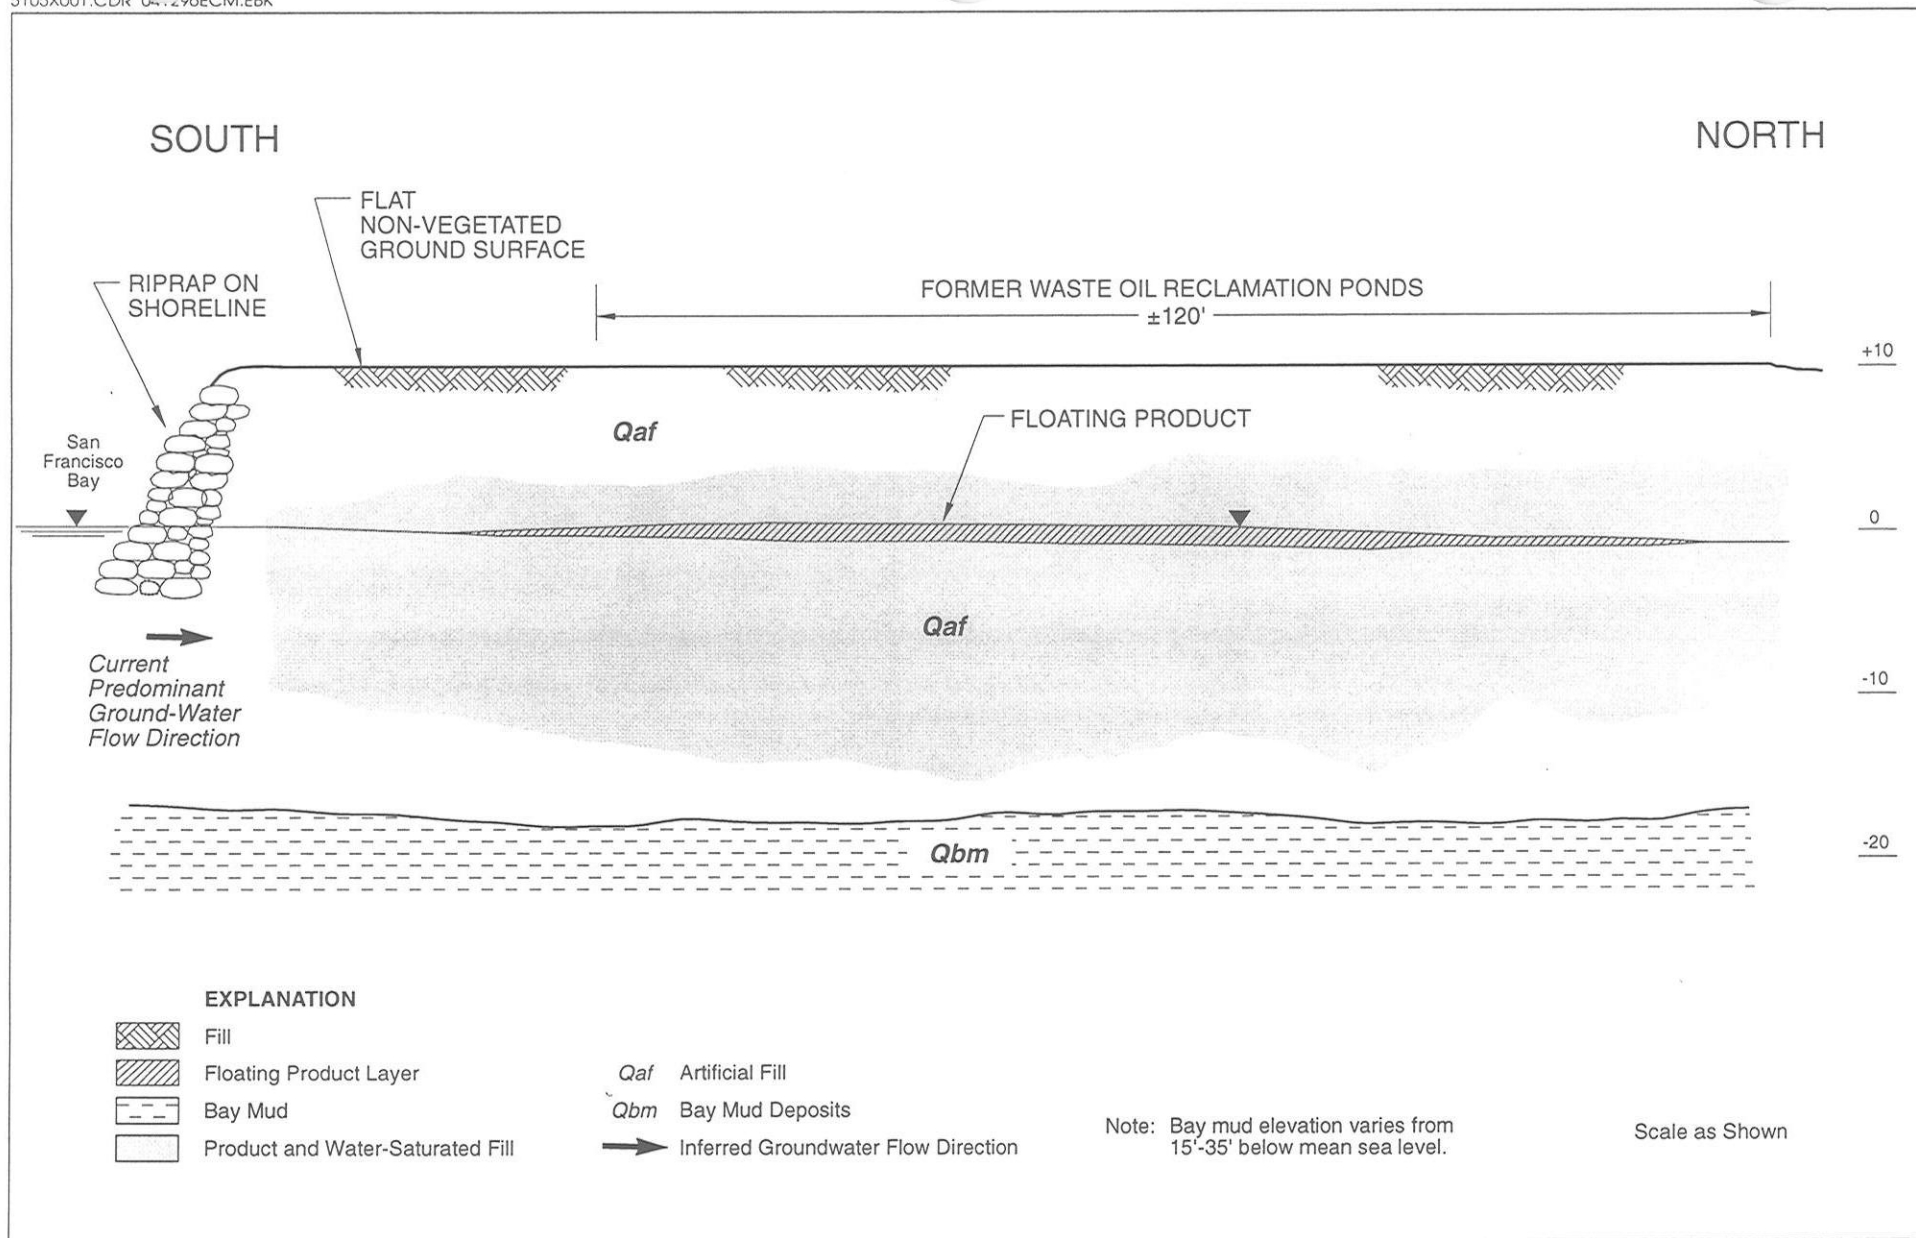 SOUTH
NORTH
FLAT
NON-VEGETATED
GROUND SURFACE
RIPRAP ON
SHORELINE
FORMER WASTE OIL RECLAMATION PONDS
±120'
+10
FLOATING PRODUCT
Qaf
San
Francisco
Bay
0
Qaf
Current
Predominant
Ground-Water
Flow Direction
-10
Qbm
-20
EXPLANATION
Fill
Floating Product Layer
Bay Mud
Product and Water-Saturated Fill
Qaf Artificial Fill
Qbm Bay Mud Deposits
Inferred Groundwater Flow Direction
Note: Bay mud elevation varies from
15'-35' below mean sea level.
Scale as Shown